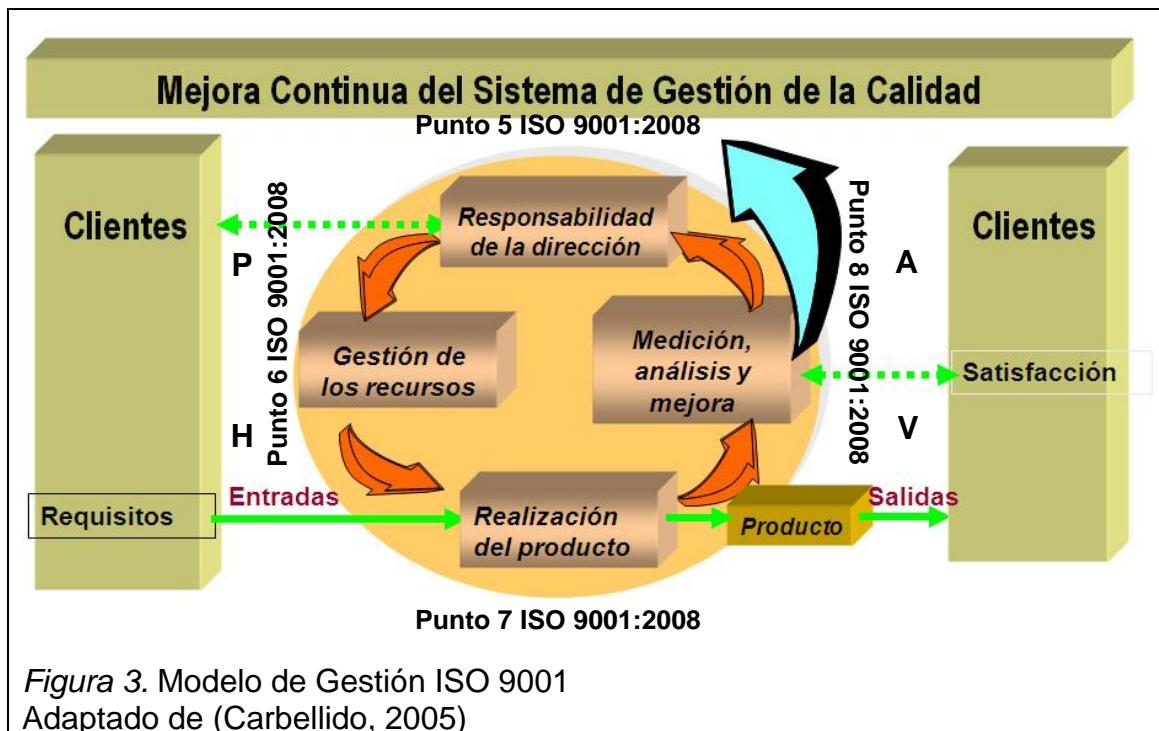 Mejora Continua del Sistema de Gestión de la Calidad
Punto 5 ISO 9001:2008
Clientes
Responsabilidad
de la dirección
Clientes
P
Punto 6 ISO 9001:2008
Punto 8 ISO 9001:2008
A
Gestión de
los recursos
Medición,
análisis y
mejora
Satisfacción
H
V
Requisitos
Entradas
Realización
del producto
Producto
Salidas
Punto 7 ISO 9001:2008
Figura 3. Modelo de Gestión ISO 9001
Adaptado de (Carbellido, 2005)